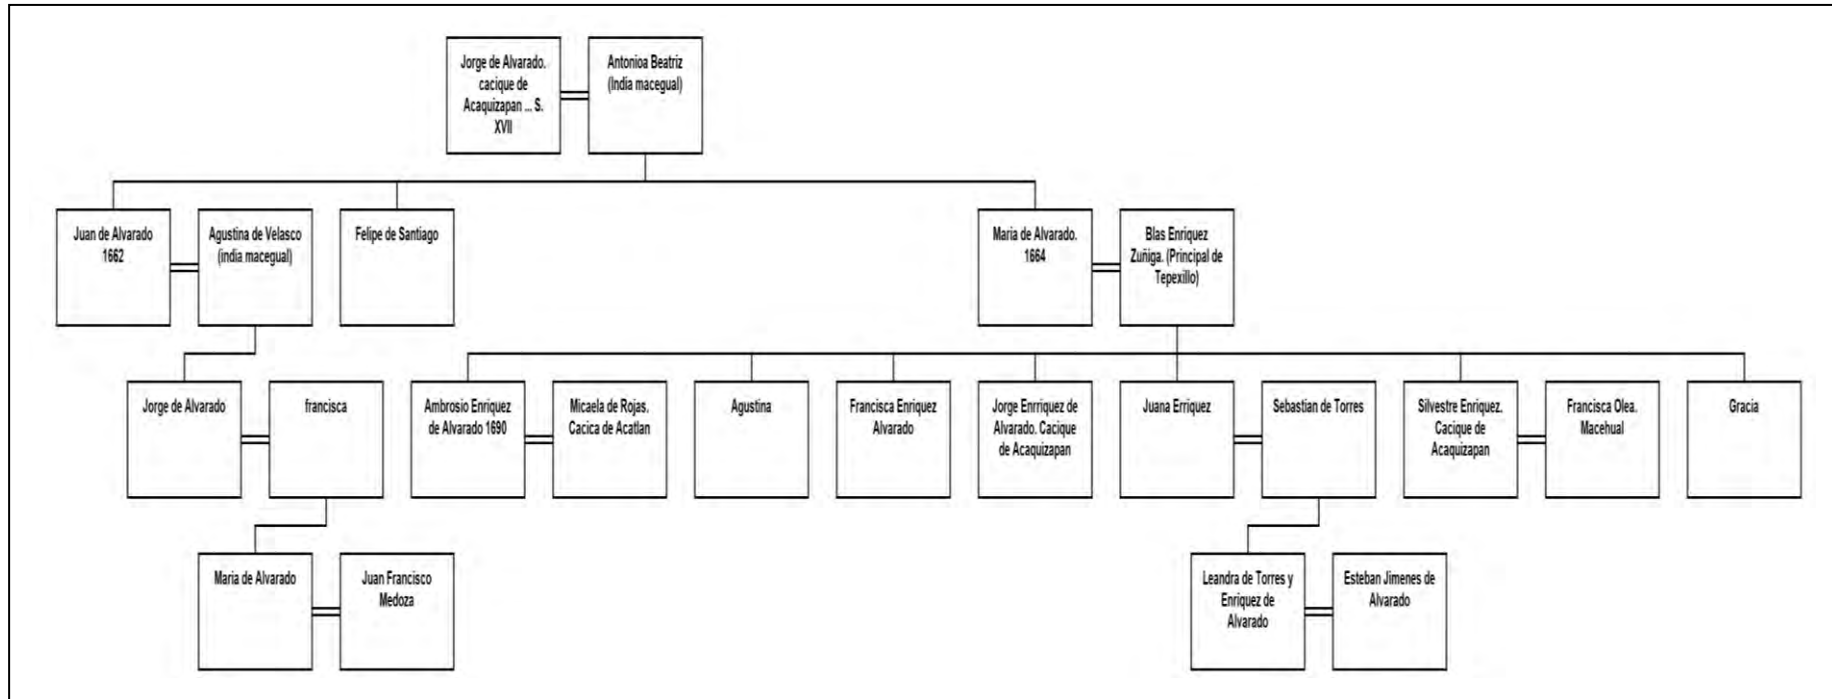 Jorge de Alvarado.
cacique de
Acaquizapan ... S.
XVII
Antonioa Beatriz
(India macegual)
Juan de Alvarado
1662
Agustina de Velasco
(india macegual)
Felipe de Santiago
Maria de Alvarado.
1664
Blas Enriquez
Zuñiga. (Principal de
Tepexillo)
Jorge de Alvarado
francisca
Ambrosio Enriquez
de Alvarado 1690
Micaela de Rojas.
Cacica de Acatlan
Agustina
Francisca Enriquez
Alvarado
Jorge Enrriquez de
Alvarado. Cacique
de Acaquizapan
Juana Erriquez
Sebastian de Torres
Silvestre Enriquez.
Cacique de
Acaquizapan
Francisca Olea.
Macehual
Gracia
Maria de Alvarado
Juan Francisco
Medoza
Leandra de Torres y
Enriquez de
Alvarado
Esteban Jimenes de
Alvarado